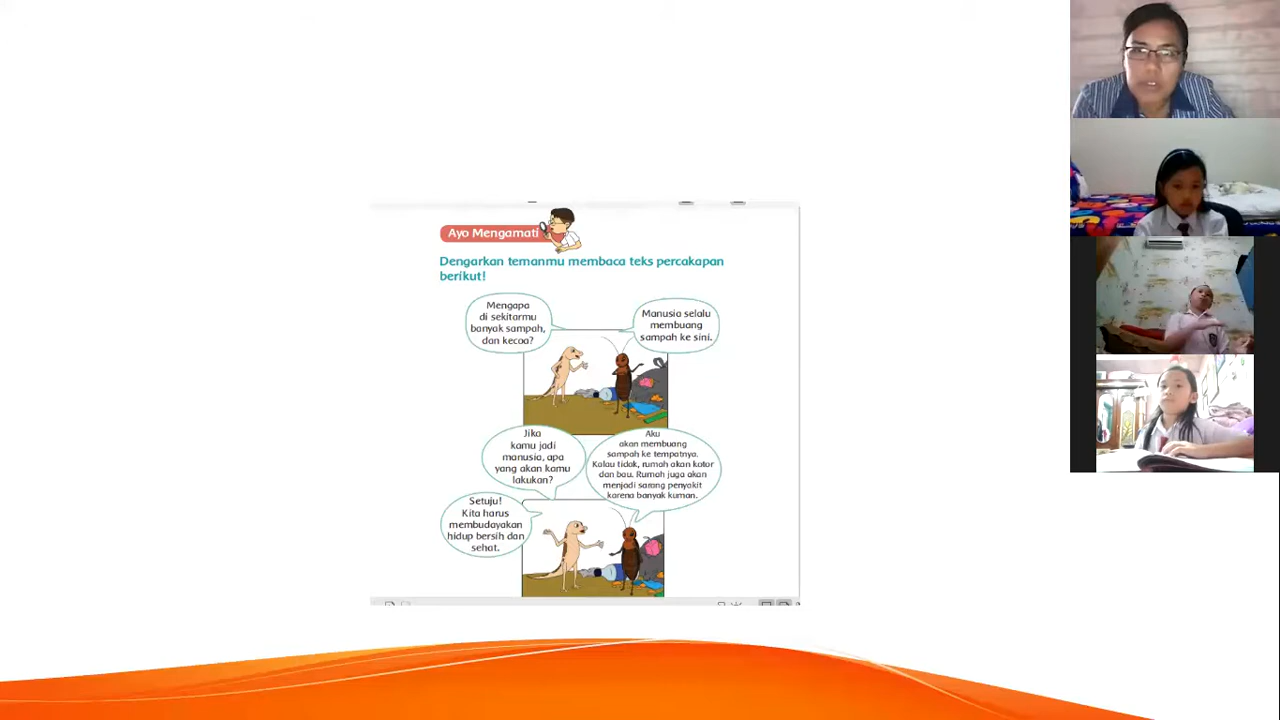 Ayo Mengamati
Dengarkan temanmu membaca teks percakapan
berikut!
Mengapa
di sekitarmu
banyak sampah,
dan kecoa?
Manusia selalu
membuang
sampah ke sini.
Jika
kamu jadi
manusia, apa
yang akan kamu
lakukan?
Aku
akan membuang
sampah ke tempatnya.
Kalau tidak, rumah akan kotor
dan bau. Rumah juga akan
menjadi sarang penyakit
karena banyak kuman.
Setuju!
Kita harus
membudayakan
hidup bersih dan
sehat.